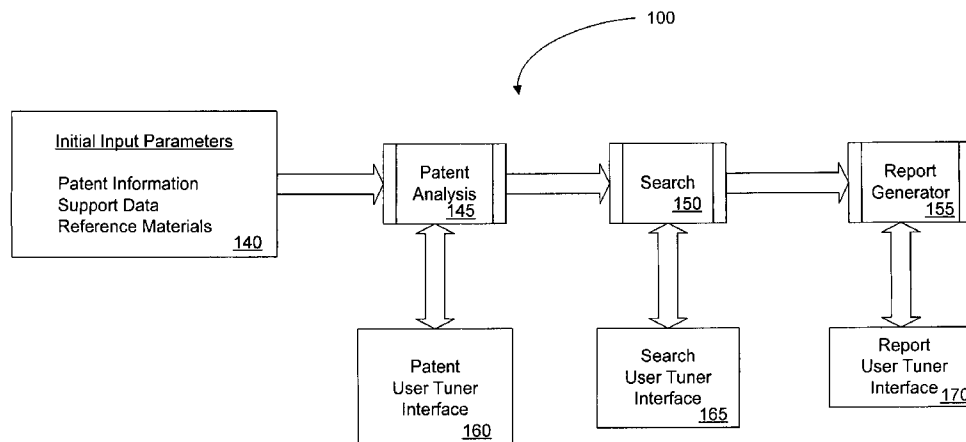 100
Initial Input Parameters
Patent Information
Support Data
Reference Materials
140
Patent
Analysis
145
Search
150
Report
Generator
155
Patent
User Tuner
Interface
160
Search
User Tuner
Interface
165
Report
User Tuner
Interface
170